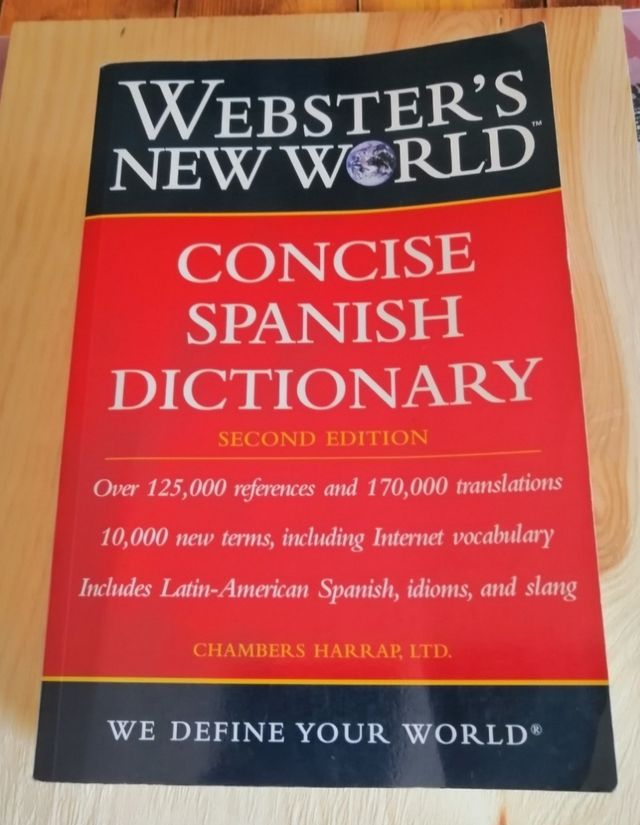 WEBSTER'S
NEW WORLD™
CONCISE
SPANISH
DICTIONARY
SECOND EDITION
Over 125,000 references and 170,000 translations
10,000 new terms, including Internet vocabulary
Includes Latin-American Spanish, idioms, and slang
CHAMBERS HARRAP, LTD.
WE DEFINE YOUR WORLD®